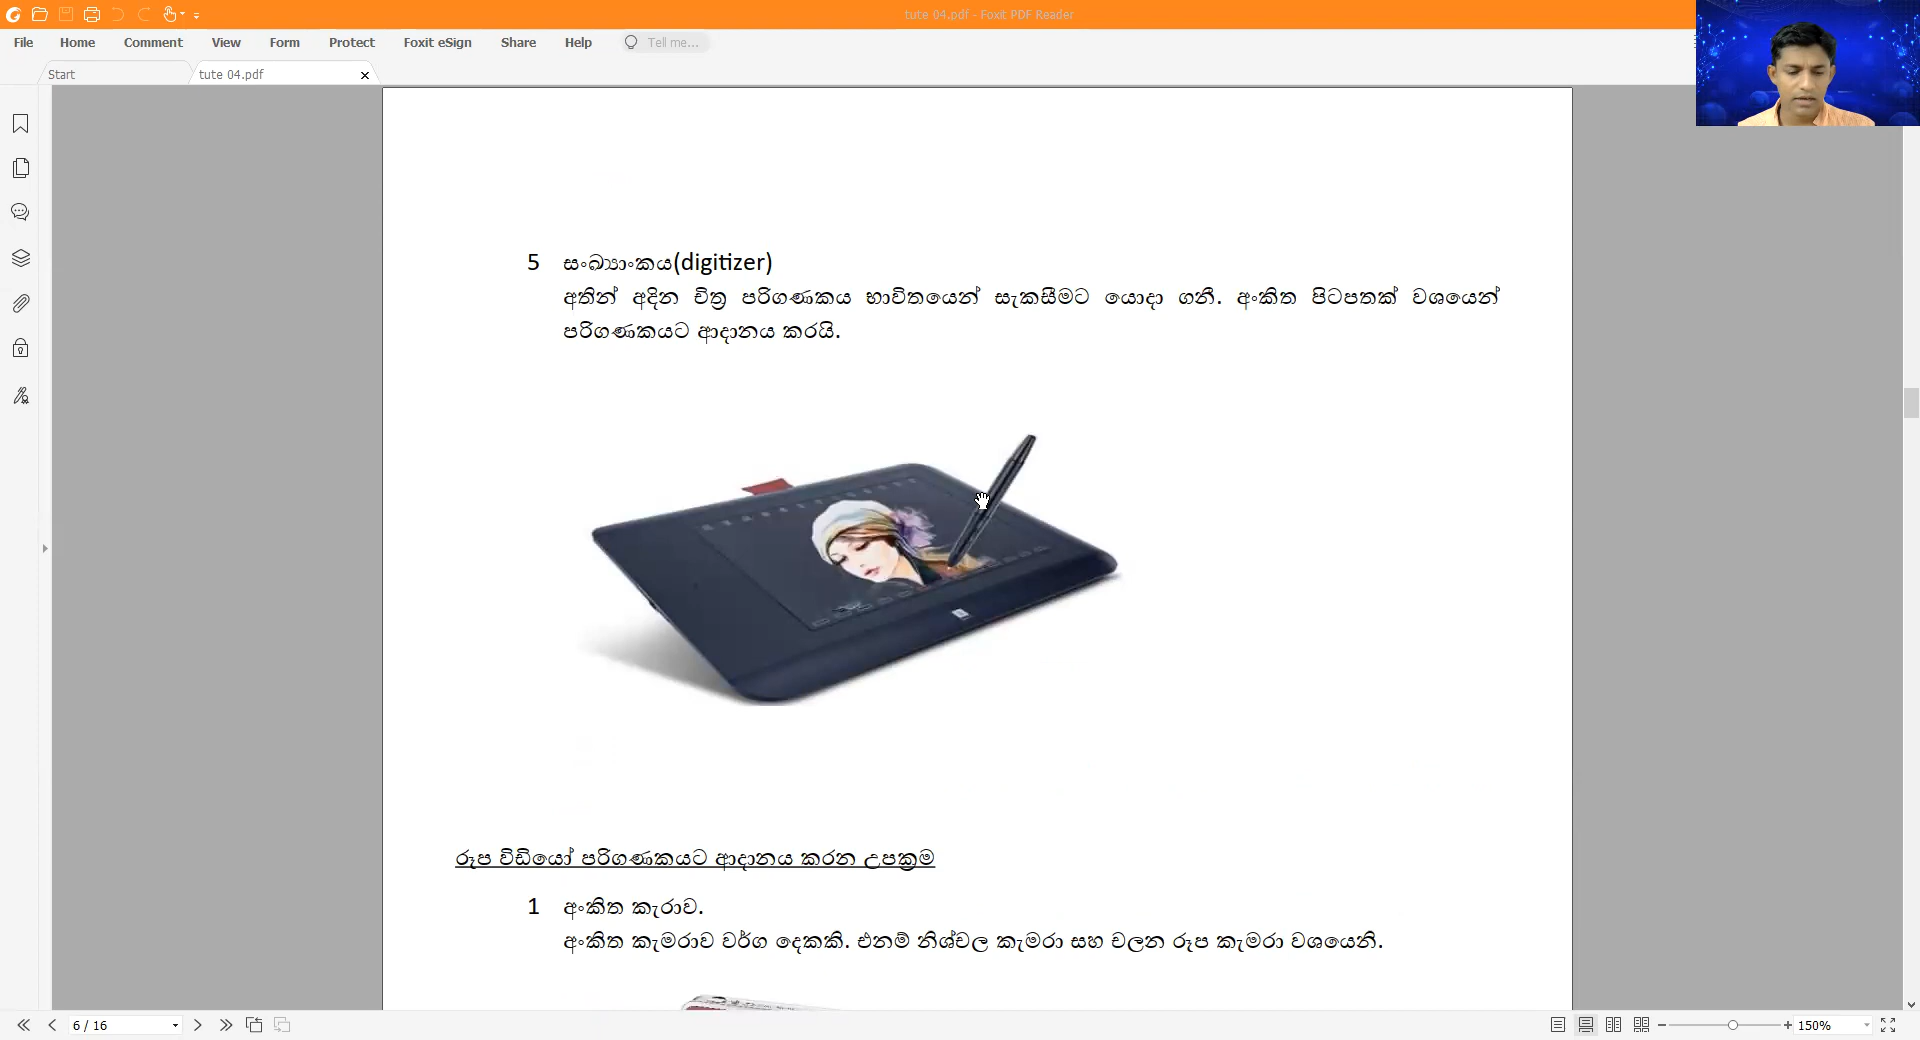 tute 04.pdf - Foxit PDF Reader
File Home Comment View Form Protect Foxit eSign Share Help Tell me...
Start tute 04.pdf
5 සංඛ්‍යාංකය(digitizer)
අතින් අදින චිත්‍ර පරිගණකය භාවිතයෙන් සැකසීමට යොදා ගනී. අංකිත පිටපතක් වශයෙන්
පරිගණකයට ආදානය කරයි.
රූප විඩියෝ පරිගණකයට ආදානය කරන උපක්‍රම
1 අංකිත කැරාව.
අංකිත කැමරාව වර්ග දෙකකි. එනම් නිශ්චල කැමරා සහ චලන රූප කැමරා වශයෙනි.
6 / 16 150%